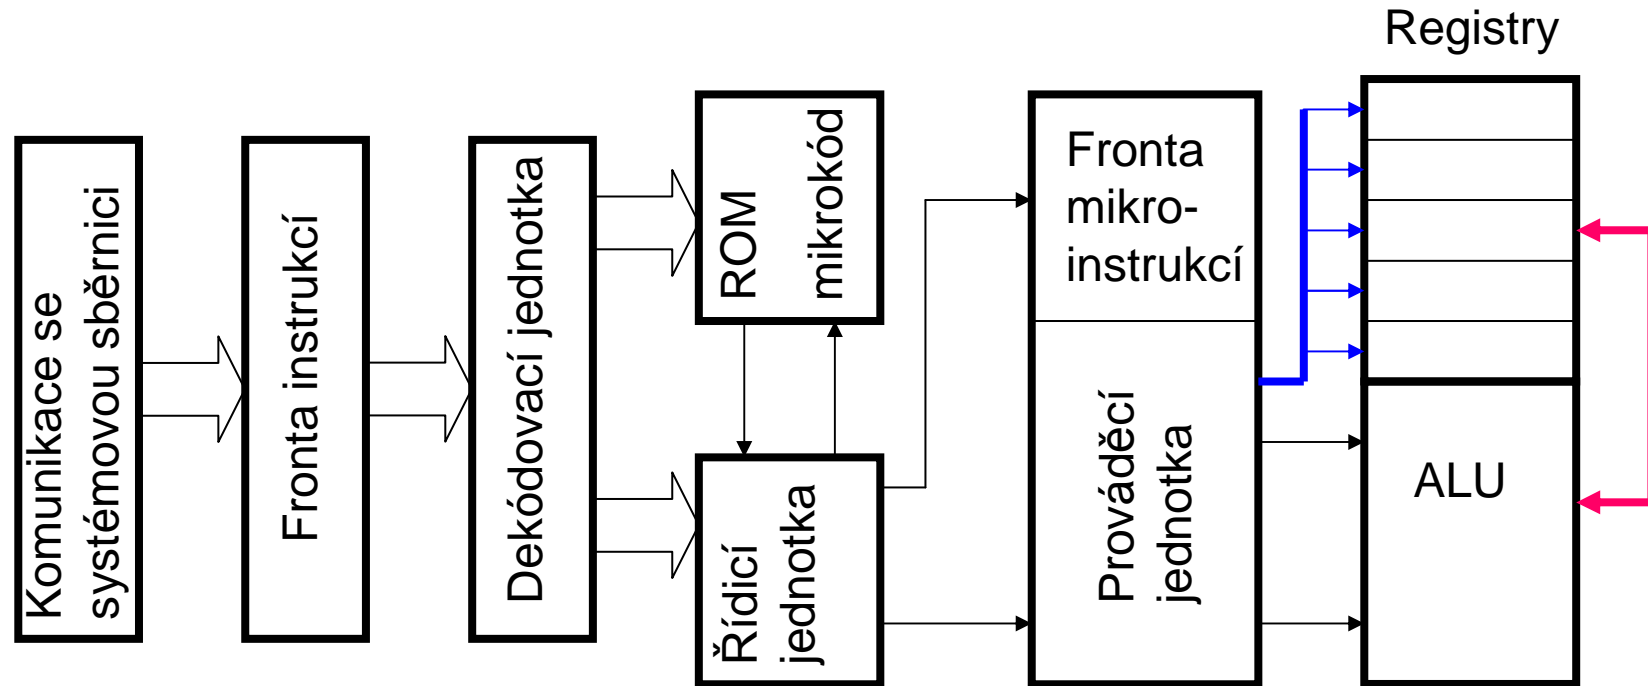 Registry
Komunikace se
systémovou sběrnici
Fronta instrukcí
Dekódovací jednotka
ROM
mikrokód
Řídicí
jednotka
Fronta
mikro-
instrukcí
Prováděcí
jednotka
ALU